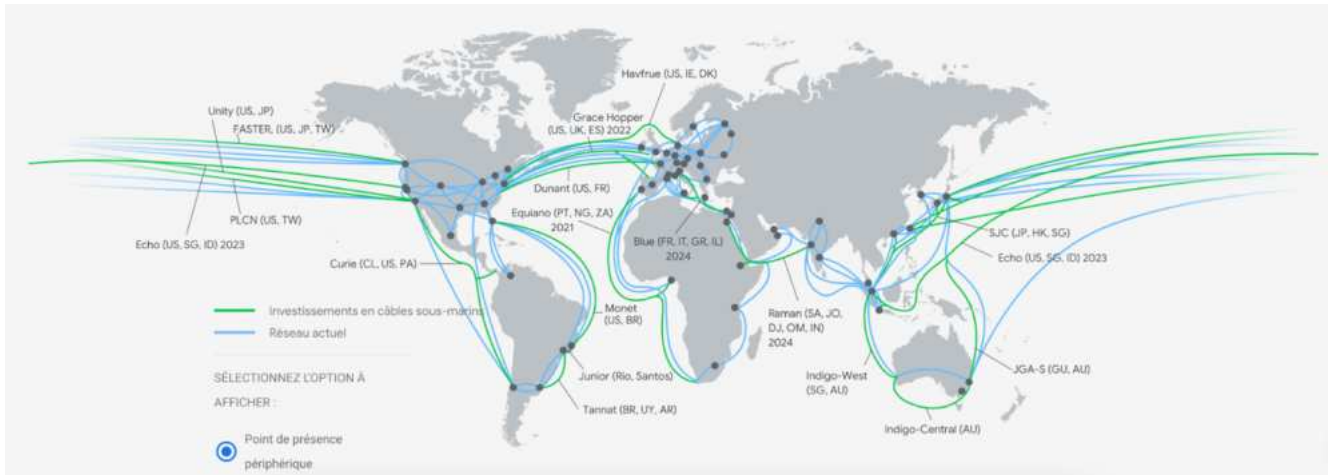 Havfrue (US, IE, DK)
Unity (US, JP)
FASTER, (US, JP, TW)
Grace Hopper
(US, UK, ES) 2022
Dunant (US, FR)
PLCN (US, TW)
Equiano (PT, NG, ZA)
2021
Echo (US, SG, ID) 2023
Blue (FR, IT, GR, IL)
2024
SJC (JP, HK, SG)
Echo (US, SG, ID) 2023
Curie (CL, US, PA)
Monet
(US, BR)
Raman (SA, JO,
DJ, OM, IN)
2024
Investissements en câbles sous-marins
Réseau actuel
Junior (Rio, Santos)
Tannat (BR, UY, AR)
Indigo-West
(SG, AU)
JGA-S (GU, AU)
Indigo-Central (AU)
SÉLECTIONNEZ L'OPTION À
AFFICHER :
Point de présence
périphérique